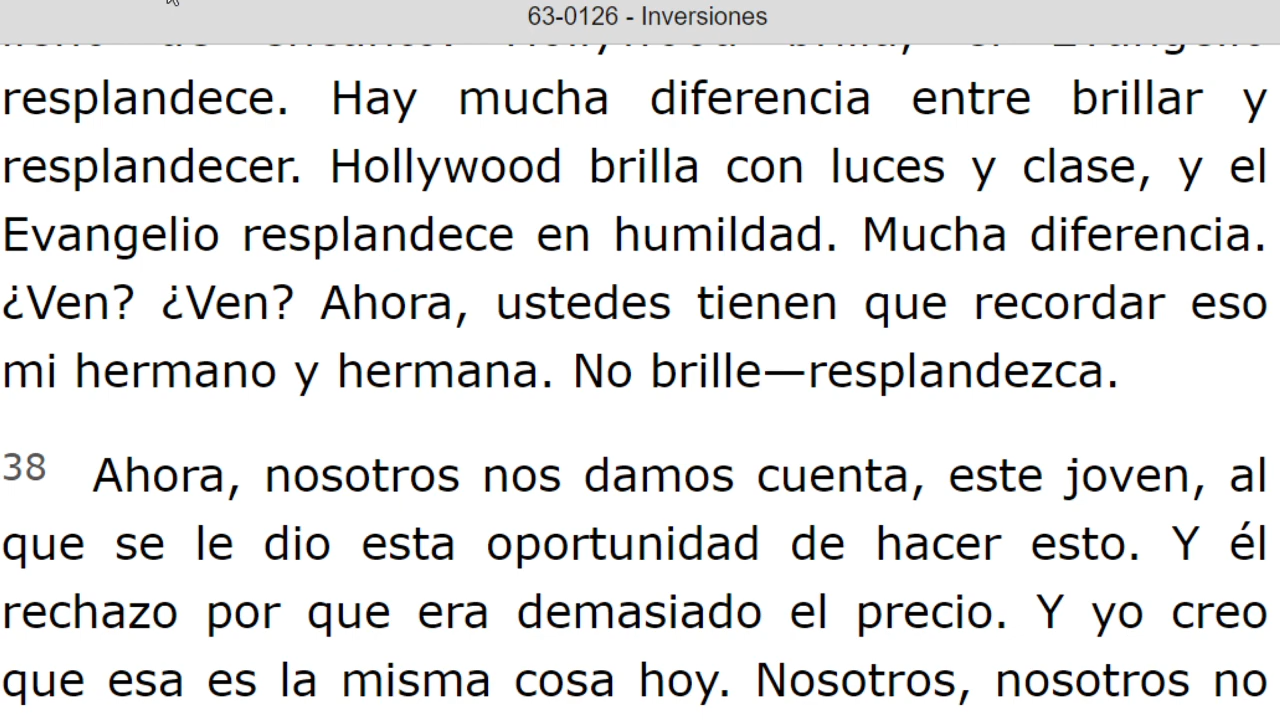 63-0126 - Inversiones
resplandece. Hay mucha diferencia entre brillar y
resplandecer. Hollywood brilla con luces y clase, y el
Evangelio resplandece en humildad. Mucha diferencia.
¿Ven? ¿Ven? Ahora, ustedes tienen que recordar eso
mi hermano y hermana. No brille—resplandezca.
38 Ahora, nosotros nos damos cuenta, este joven, al
que se le dio esta oportunidad de hacer esto. Y él
rechazo por que era demasiado el precio. Y yo creo
que esa es la misma cosa hoy. Nosotros, nosotros no